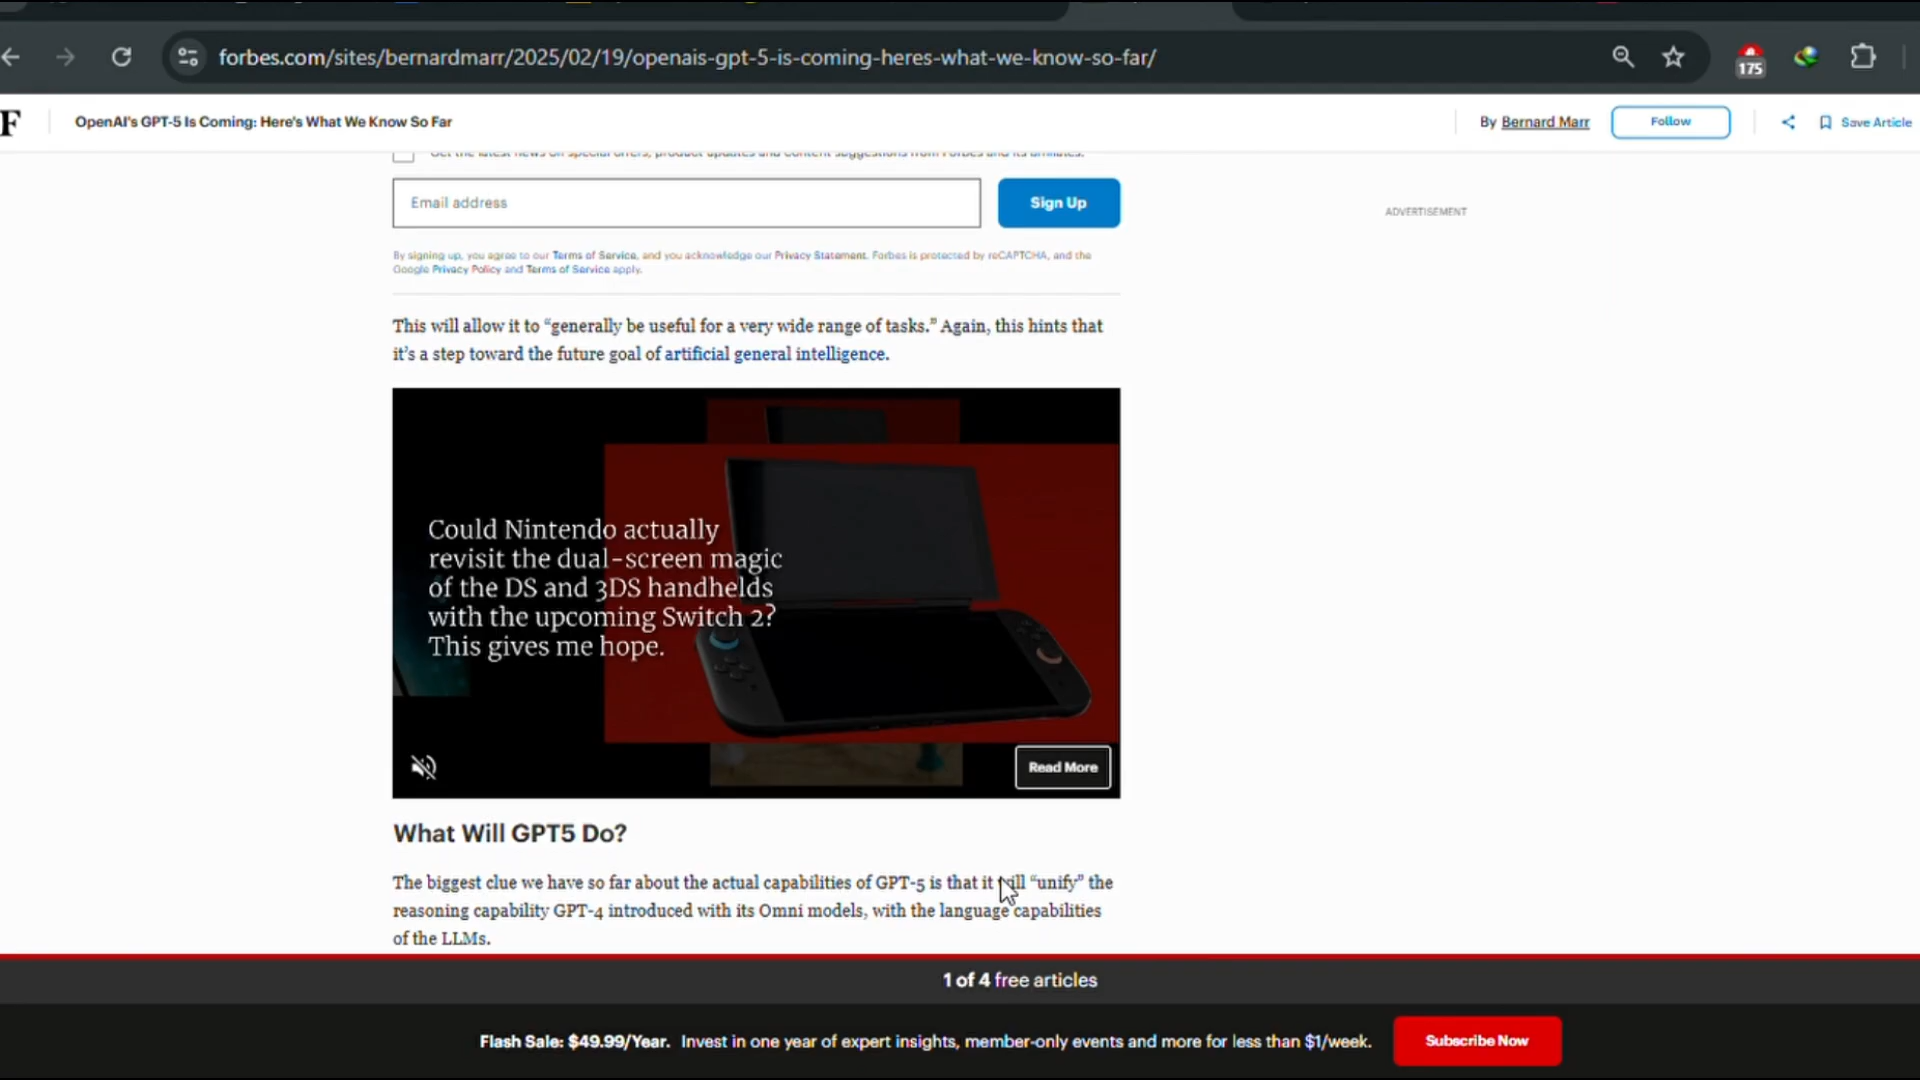 forbes.com/sites/bernardmarr/2025/02/19/openais-gpt-5-is-coming-heres-what-we-know-so-far/
175
F
OpenAI's GPT-5 Is Coming: Here's What We Know So Far
By Bernard Marr
Follow
Save Article
Get the latest news on special offers, product updates and content suggestions from Forbes and its affiliates.
Email address
Sign Up
ADVERTISEMENT
By signing up, you agree to our Terms of Service, and you acknowledge our Privacy Statement. Forbes is protected by reCAPTCHA, and the
Google Privacy Policy and Terms of Service apply.
This will allow it to “generally be useful for a very wide range of tasks.” Again, this hints that
it’s a step toward the future goal of artificial general intelligence.
Could Nintendo actually
revisit the dual-screen magic
of the DS and 3DS handhelds
with the upcoming Switch 2?
This gives me hope.
Read More
What Will GPT5 Do?
The biggest clue we have so far about the actual capabilities of GPT-5 is that it will “unify” the
reasoning capability GPT-4 introduced with its Omni models, with the language capabilities
of the LLMs.
1 of 4 free articles
Flash Sale: $49.99/Year. Invest in one year of expert insights, member-only events and more for less than $1/week.
Subscribe Now